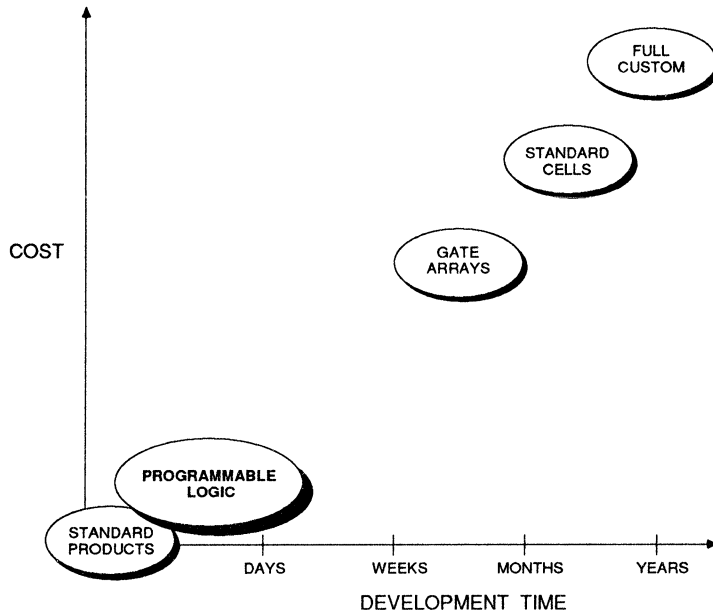 FULL
CUSTOM
STANDARD
CELLS
COST
GATE
ARRAYS
PROGRAMMABLE
LOGIC
STANDARD
PRODUCTS
DAYS
WEEKS
MONTHS
YEARS
DEVELOPMENT TIME